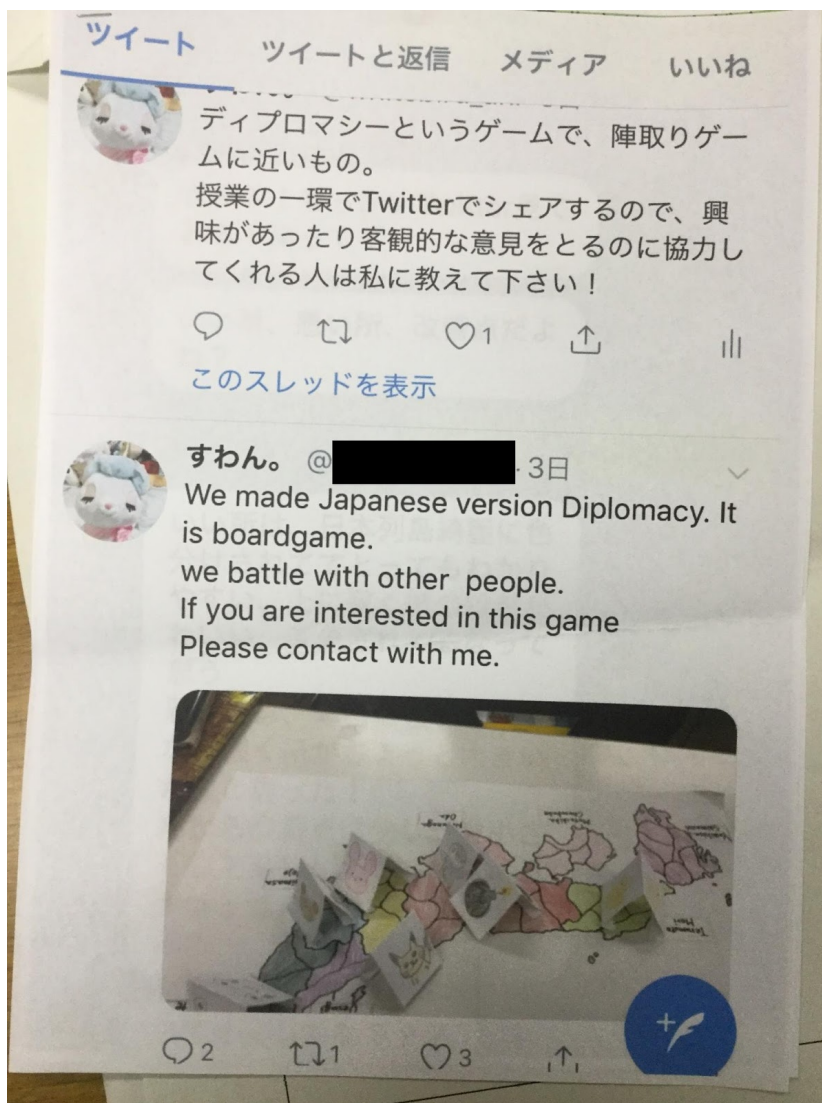 ツイート ツイートと返信 メディア いいね
ディプロマシーというゲームで、陣取りゲー
ムに近いもの。
授業の一環でTwitterでシェアするので、興
味があったり客観的な意見をとるのに協力し
てくれる人は私に教えて下さい！
1
このスレッドを表示
すわん。 @ · 3日
We made Japanese version Diplomacy. It
is boardgame.
we battle with other people.
If you are interested in this game
Please contact with me.
2 1 3